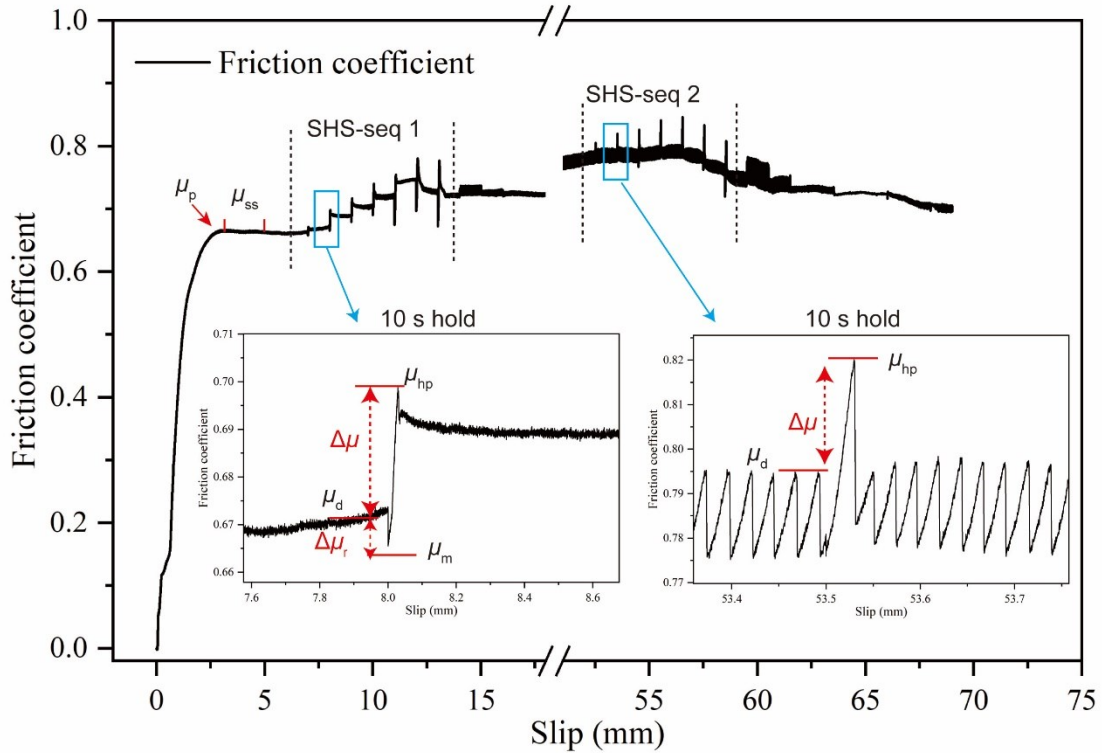 1.0
Friction coefficient
SHS-seq 1
SHS-seq 2
0.8
μp
μss
0.6
0.4
0.2
0.0
Friction coefficient
10 s hold
0.71
0.70
0.69
0.68
0.67
0.66
Friction coefficient
μhp
Δμ
μd
Δμr
μm
7.6
7.8
8.0
8.2
8.4
8.6
Slip (mm)
10 s hold
0.82
0.81
0.80
0.79
0.78
0.77
Friction coefficient
μhp
Δμ
μd
53.4
53.5
53.6
53.7
Slip (mm)
0
5
10
15
55
60
65
70
75
Slip (mm)